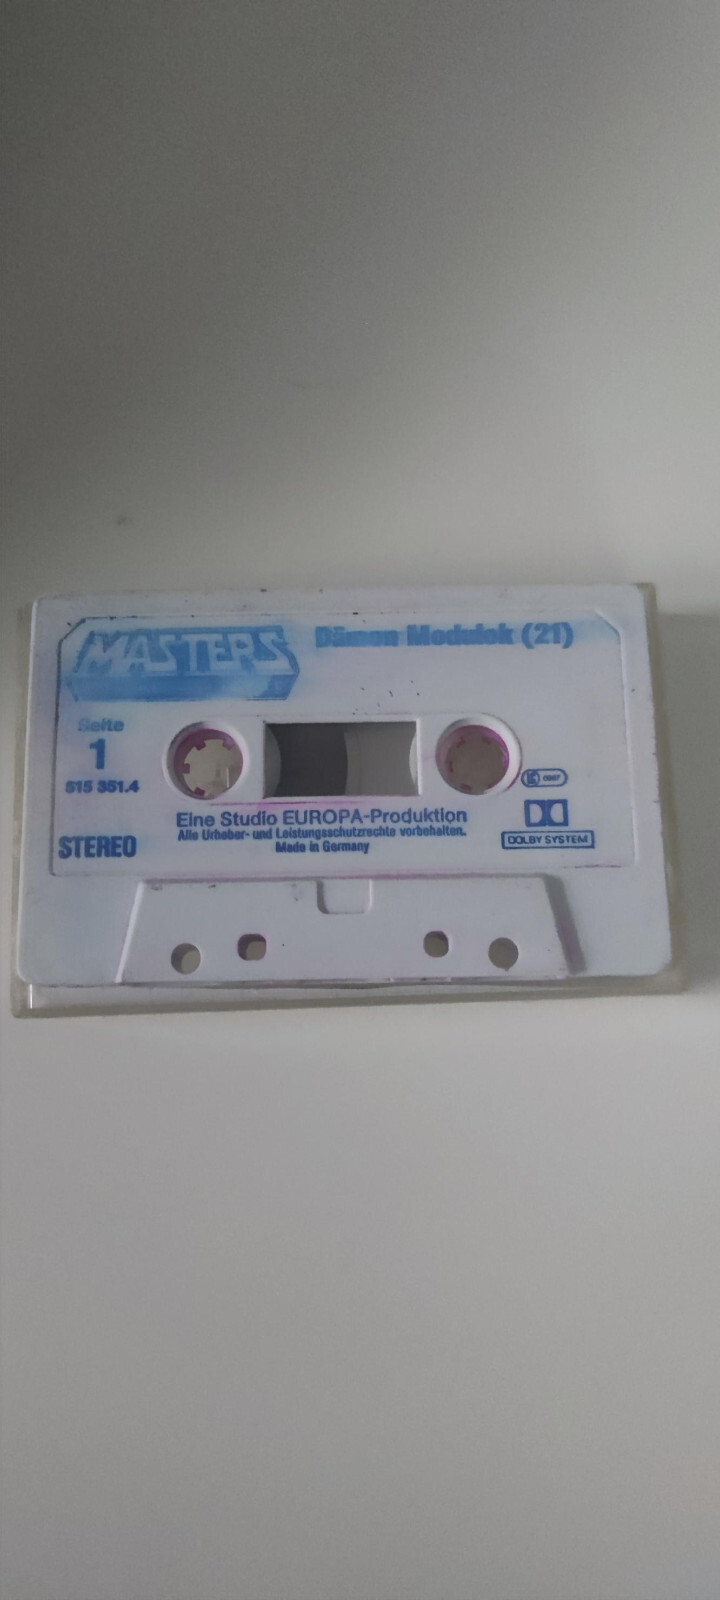 MASTERS
Dämon Modulok (21)
Seite
1
515 351.4
STEREO
Eine Studio EUROPA-Produktion
Alle Urheber- und Leistungsschutzrechte vorbehalten.
Made in Germany
DOLBY SYSTEM